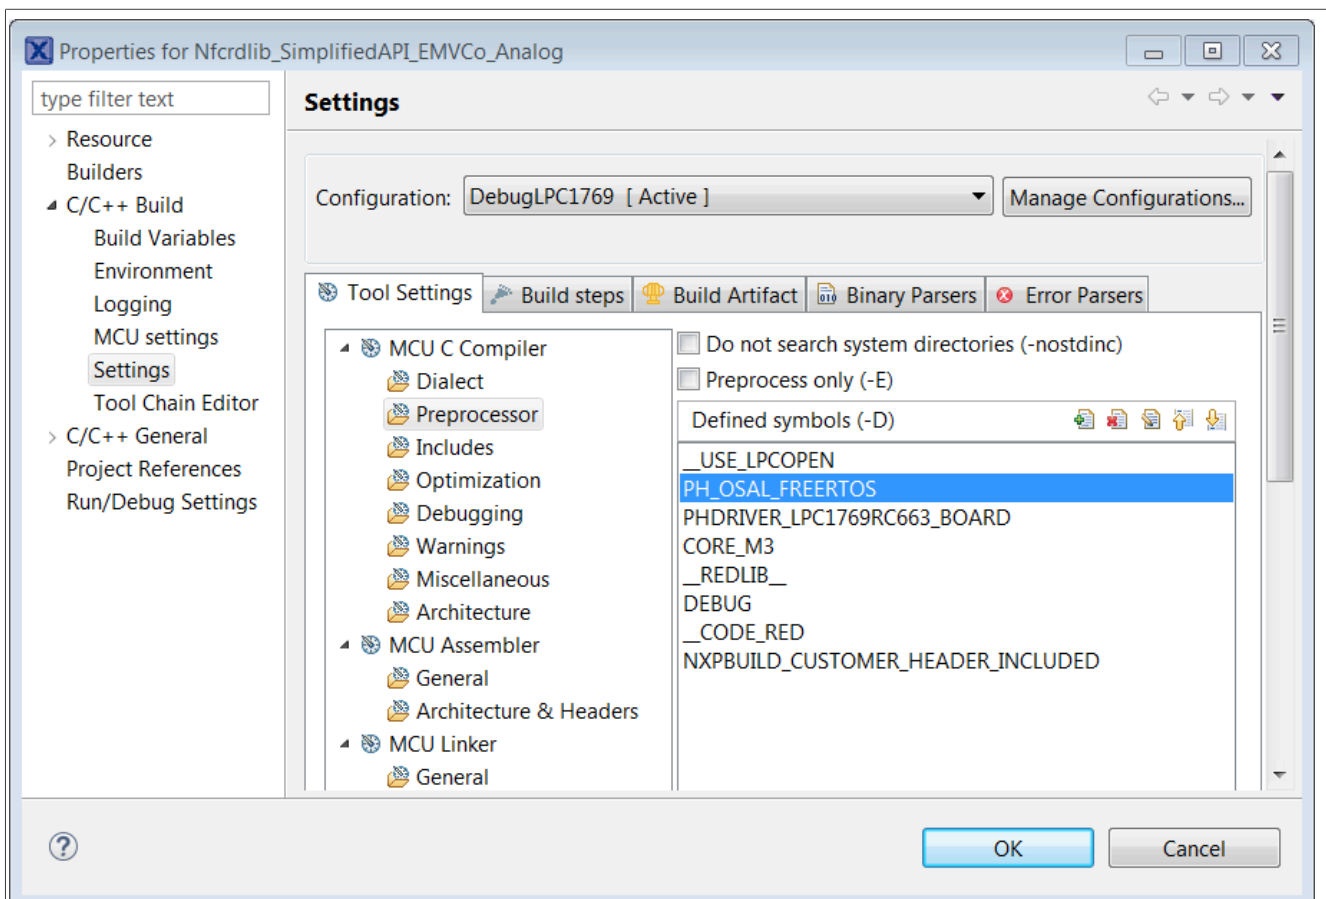 Properties for Nfcrdlib_SimplifiedAPI_EMVCo_Analog
type filter text
Resource
Builders
C/C++ Build
Build Variables
Environment
Logging
MCU settings
Settings
Tool Chain Editor
C/C++ General
Project References
Run/Debug Settings
Settings
Configuration: DebugLPC1769 [ Active ] Manage Configurations...
Tool Settings Build steps Build Artifact Binary Parsers Error Parsers
MCU C Compiler
Dialect
Preprocessor
Includes
Optimization
Debugging
Warnings
Miscellaneous
Architecture
MCU Assembler
General
Architecture & Headers
MCU Linker
General
Do not search system directories (-nostdinc)
Preprocess only (-E)
Defined symbols (-D)
__USE_LPCOPEN
PH_OSAL_FREERTOS
PHDRIVER_LPC1769RC663_BOARD
CORE_M3
__REDLIB__
DEBUG
__CODE_RED
NXPBUILD_CUSTOMER_HEADER_INCLUDED
OK Cancel